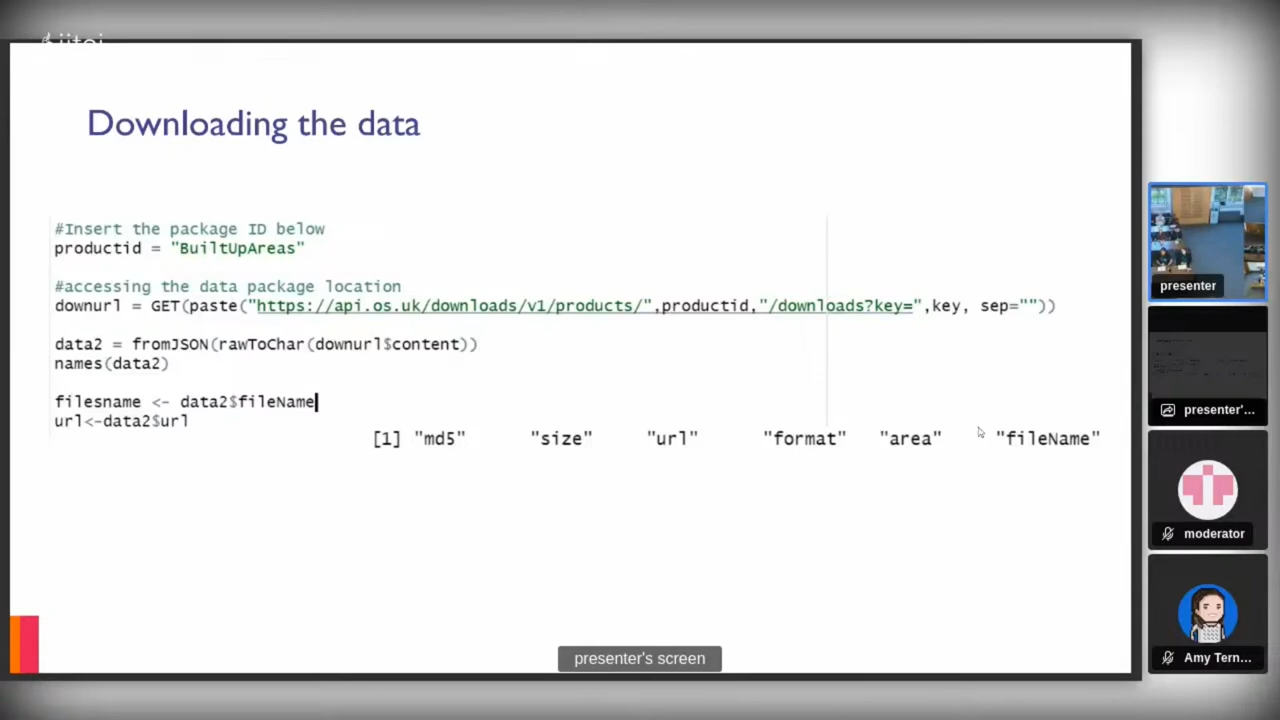 Downloading the data
#Insert the package ID below
productid = "BuiltUpAreas"
#accessing the data package location
downurl = GET(paste("https://api.os.uk/downloads/v1/products/",productid,"/downloads?key=",key, sep=""))
data2 = fromJSON(rawToChar(downurl$content))
names(data2)
filesname <- data2$fileName
url<-data2$url
[1] "md5" "size" "url" "format" "area" "fileName"
presenter's screen
presenter
presenter'...
moderator
Amy Tern...